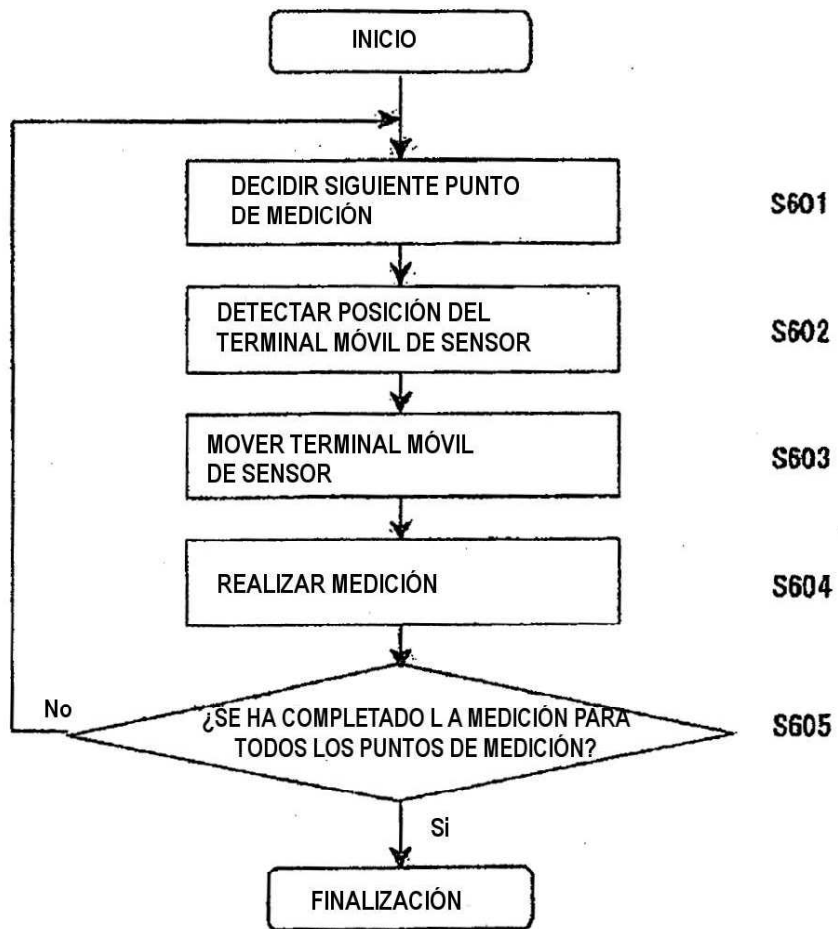 INICIO
DECIDIR SIGUIENTE PUNTO
DE MEDICIÓN
S601
DETECTAR POSICIÓN DEL
TERMINAL MÓVIL DE SENSOR
S602
MOVER TERMINAL MÓVIL
DE SENSOR
S603
REALIZAR MEDICIÓN
S604
No
¿SE HA COMPLETADO L A MEDICIÓN PARA
TODOS LOS PUNTOS DE MEDICIÓN?
S605
Si
FINALIZACIÓN